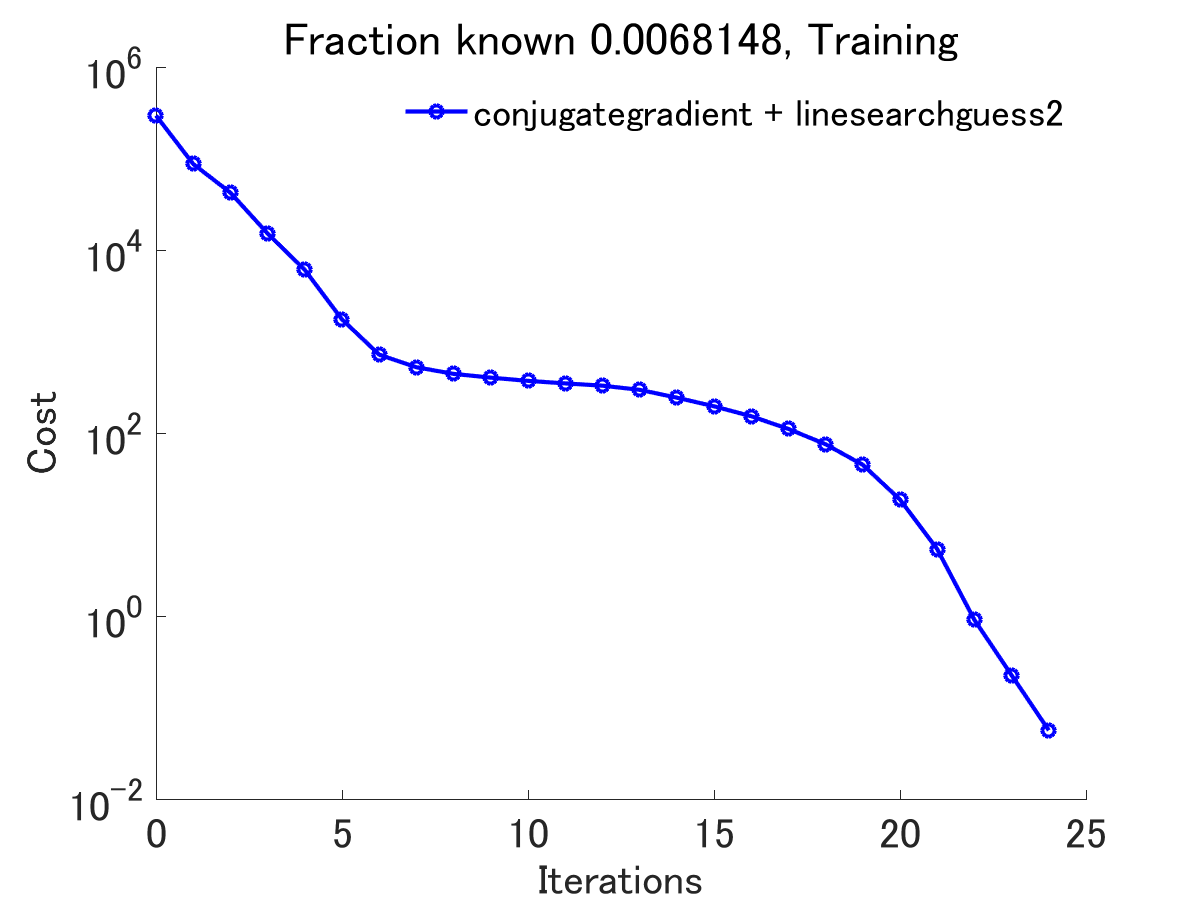 Fraction known 0.0068148, Training
conjugategradient + linesearchguess2
10^6
10^4
10^2
10^0
10^-2
Cost
0 5 10 15 20 25
Iterations